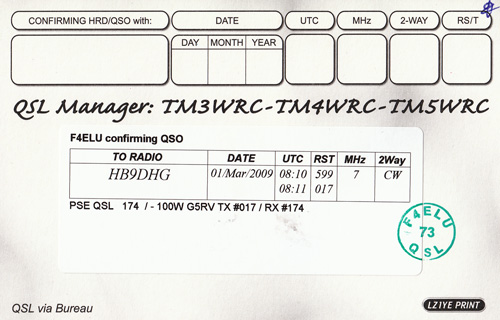 CONFIRMING HRD/QSO with: DATE UTC MHz 2-WAY RS/T
DAY MONTH YEAR
QSL Manager: TM3WRC-TM4WRC-TM5WRC
F4ELU confirming QSO
TO RADIO DATE UTC RST MHz 2Way
HB9DHG 01/Mar/2009 08:10 599 7 CW
08:11 017
PSE QSL 174 / - 100W G5RV TX #017 / RX #174
F4ELU
73
QSL
QSL via Bureau
LZ1YE PRINT